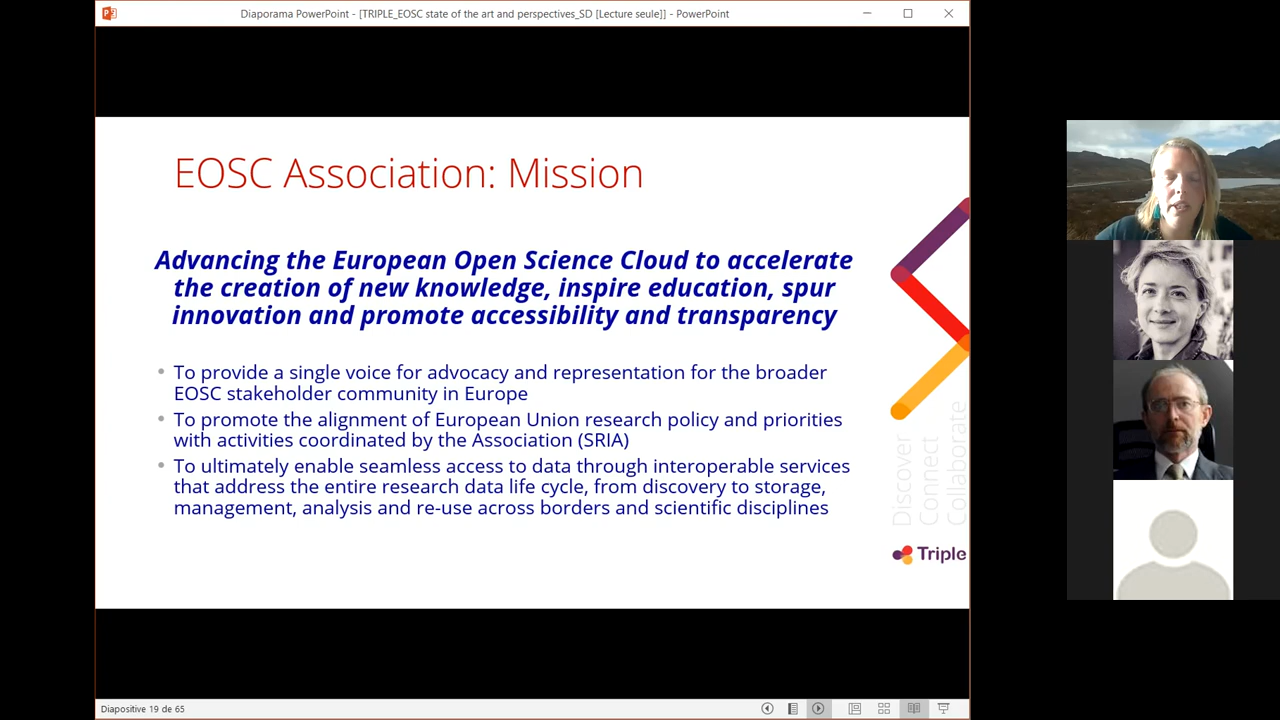 Diaporama PowerPoint - [TRIPLE_EOSC state of the art and perspectives_SD [Lecture seule]] - PowerPoint
EOSC Association: Mission
Advancing the European Open Science Cloud to accelerate
the creation of new knowledge, inspire education, spur
innovation and promote accessibility and transparency
• To provide a single voice for advocacy and representation for the broader
EOSC stakeholder community in Europe
• To promote the alignment of European Union research policy and priorities
with activities coordinated by the Association (SRIA)
• To ultimately enable seamless access to data through interoperable services
that address the entire research data life cycle, from discovery to storage,
management, analysis and re-use across borders and scientific disciplines
Discover
Connect
Collaborate
Triple
Diapositive 19 de 65